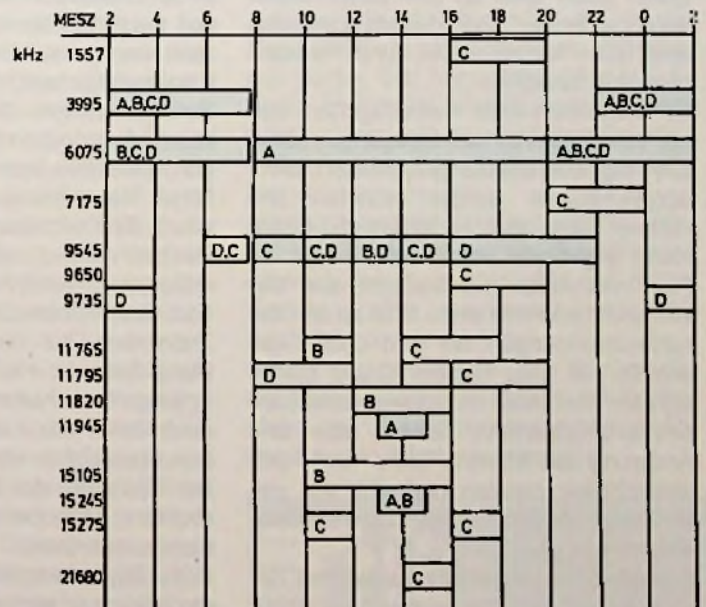 MESZ 2 4 6 8 10 12 14 16 18 20 22 0
kHz 1557 C
3995 A,B,C,D A,B,C,D
6075 B,C,D A A,B,C,D
7175 C
9545 D,C C C,D B,D C,D D
9650 C
9735 D D
11765 B C
11795 D C
11820 B
11945 A
15105 B
15245 A,B
15275 C C
21680 C